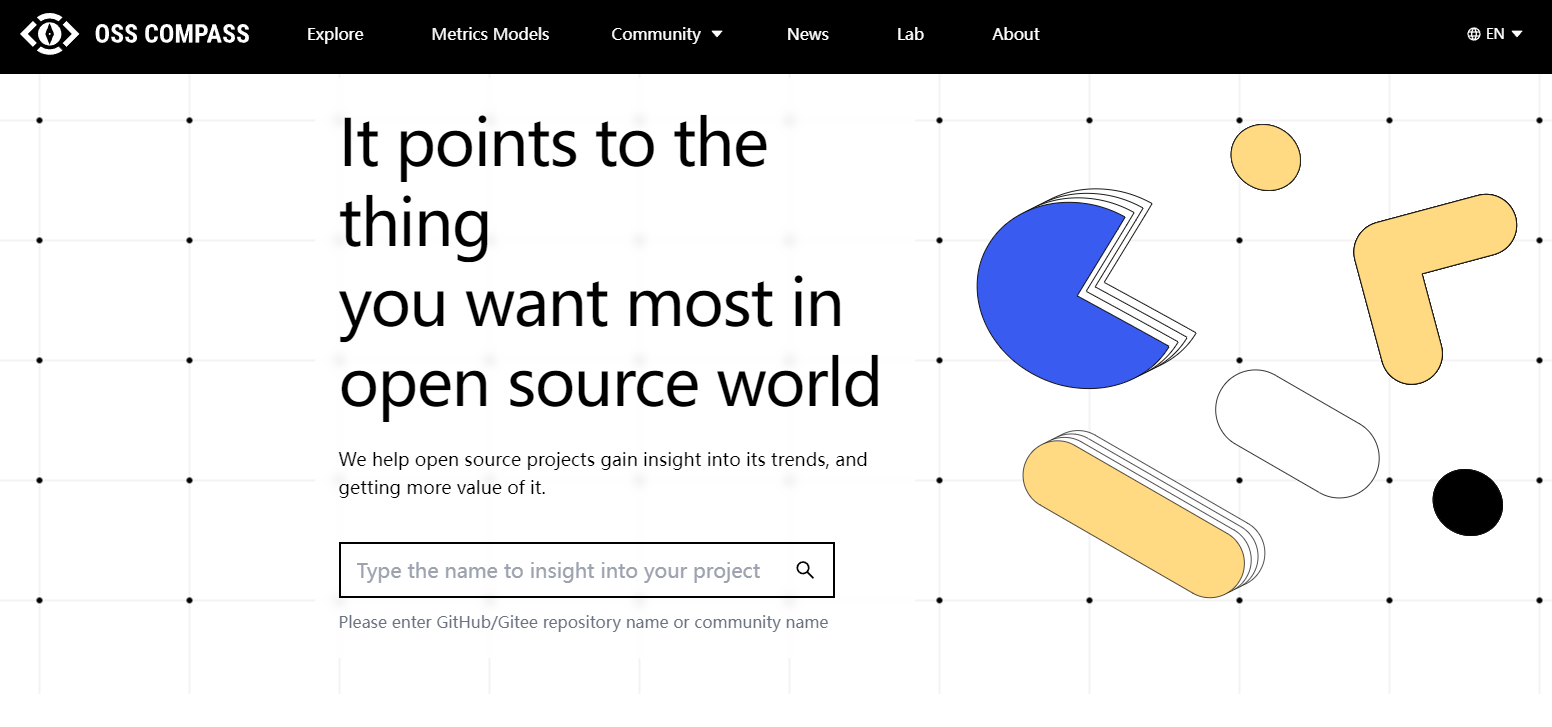 OSS COMPASS
Explore
Metrics Models
Community
News
Lab
About
EN
It points to the
thing
you want most in
open source world
We help open source projects gain insight into its trends, and
getting more value of it.
Type the name to insight into your project
Please enter GitHub/Gitee repository name or community name